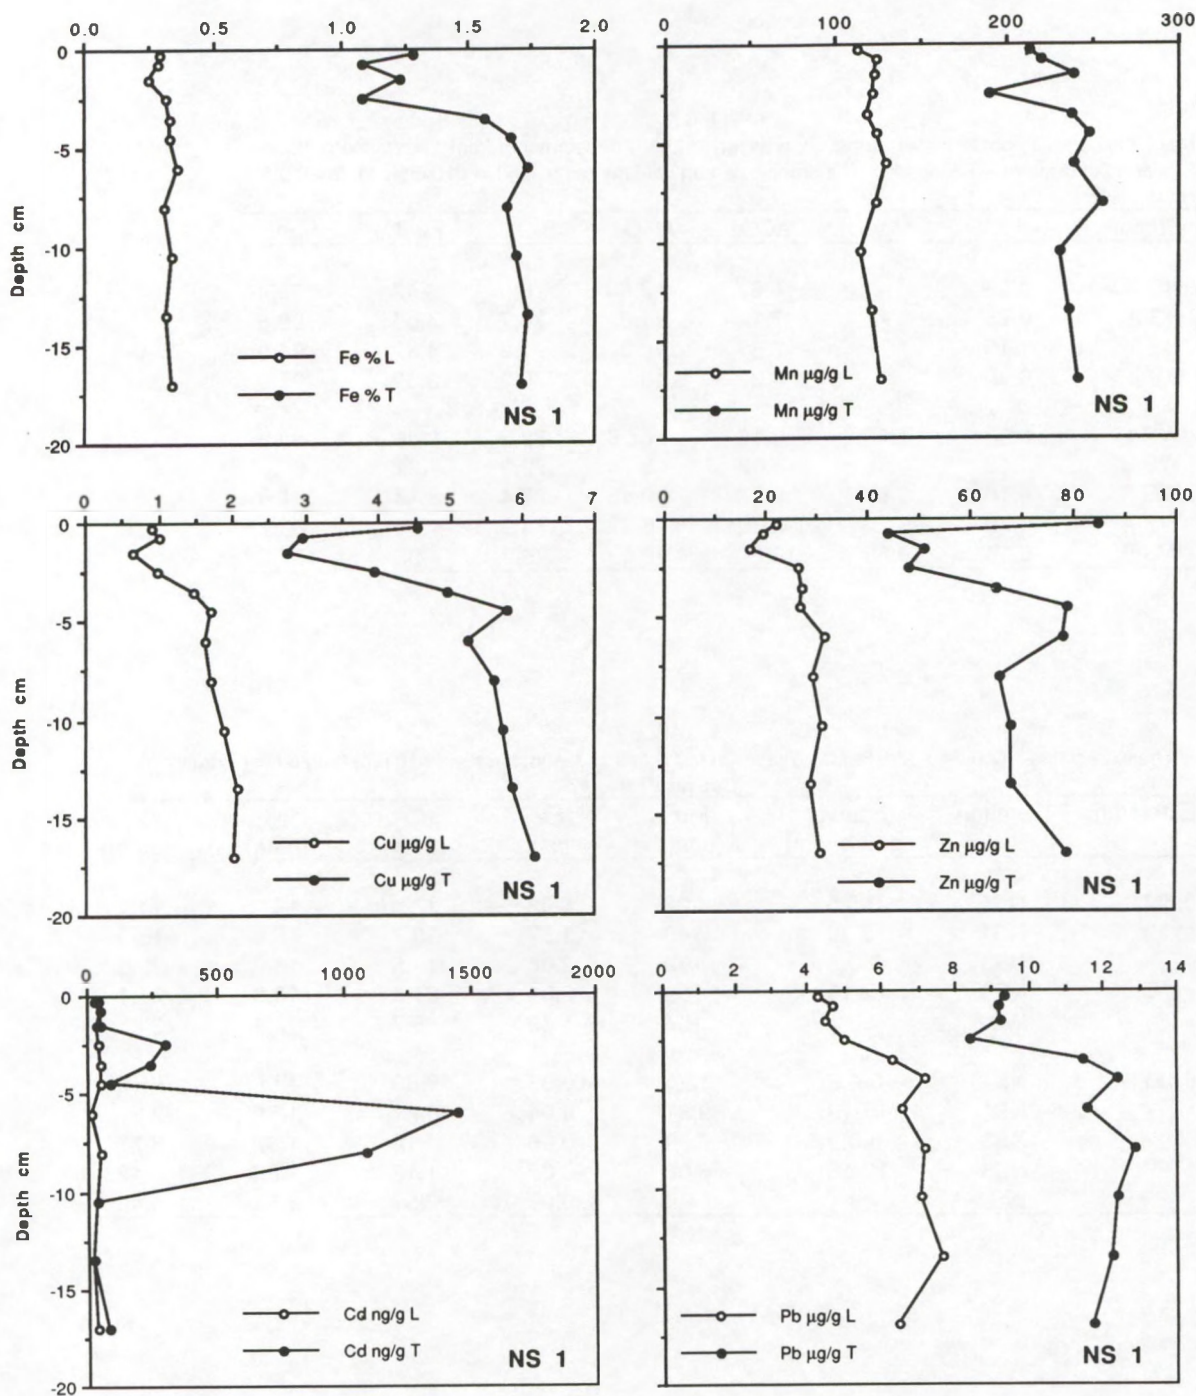 0.0 0.5 1.0 1.5 2.0
0
-5
-10
-15
-20
Depth cm
Fe % L
Fe % T
NS 1
0 100 200 300
Mn µg/g L
Mn µg/g T
NS 1
0 1 2 3 4 5 6 7
0
-5
-10
-15
-20
Depth cm
Cu µg/g L
Cu µg/g T
NS 1
0 20 40 60 80 100
Zn µg/g L
Zn µg/g T
NS 1
0 500 1000 1500 2000
0
-5
-10
-15
-20
Depth cm
Cd ng/g L
Cd ng/g T
NS 1
0 2 4 6 8 10 12 14
Pb µg/g L
Pb µg/g T
NS 1